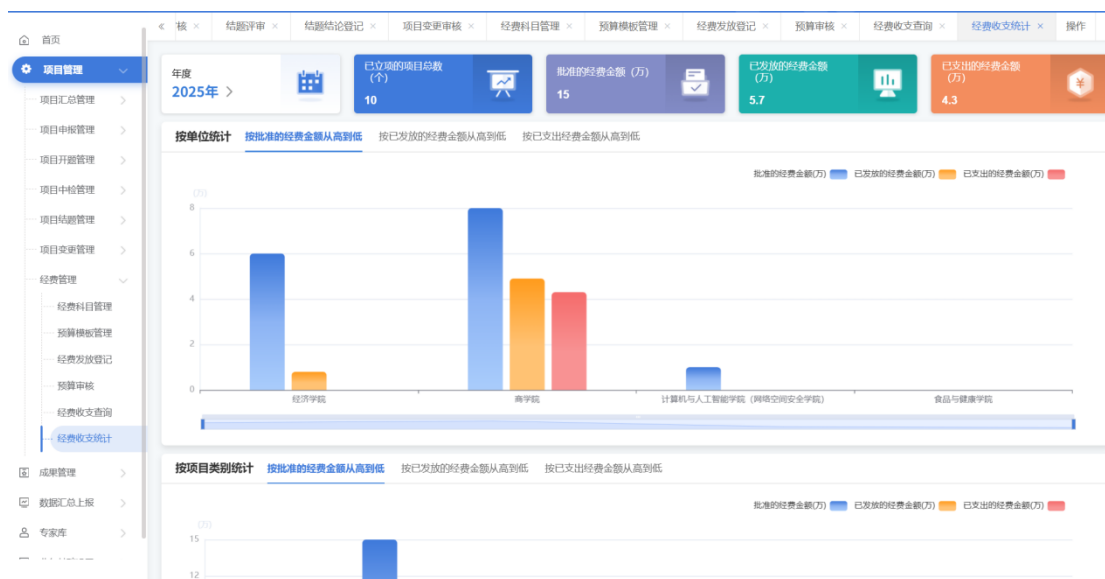 首页
项目管理
项目汇总管理
项目申报管理
项目开题管理
项目中检管理
项目结题管理
项目变更管理
经费管理
经费科目管理
预算模板管理
经费发放登记
预算审核
经费收支查询
经费收支统计
成果管理
数据汇总上报
专家库
« 核 × 结题评审 × 结题结论登记 × 项目变更审核 × 经费科目管理 × 预算模板管理 × 经费发放登记 × 预算审核 × 经费收支查询 × 经费收支统计 × 操作
年度
2025年 >
已立项的项目总数
(个)
10
批准的经费金额 (万)
15
已发放的经费金额
(万)
5.7
已支出的经费金额
(万)
4.3
按单位统计 按批准的经费金额从高到低 按已发放的经费金额从高到低 按已支出经费金额从高到低
批准的经费金额(万) 已发放的经费金额(万) 已支出的经费金额(万)
(万)
8
6
4
2
0
经济学院 商学院 计算机与人工智能学院 (网络空间安全学院) 食品与健康学院
按项目类别统计 按批准的经费金额从高到低 按已发放的经费金额从高到低 按已支出经费金额从高到低
批准的经费金额(万) 已发放的经费金额(万) 已支出的经费金额(万)
(万)
15
12